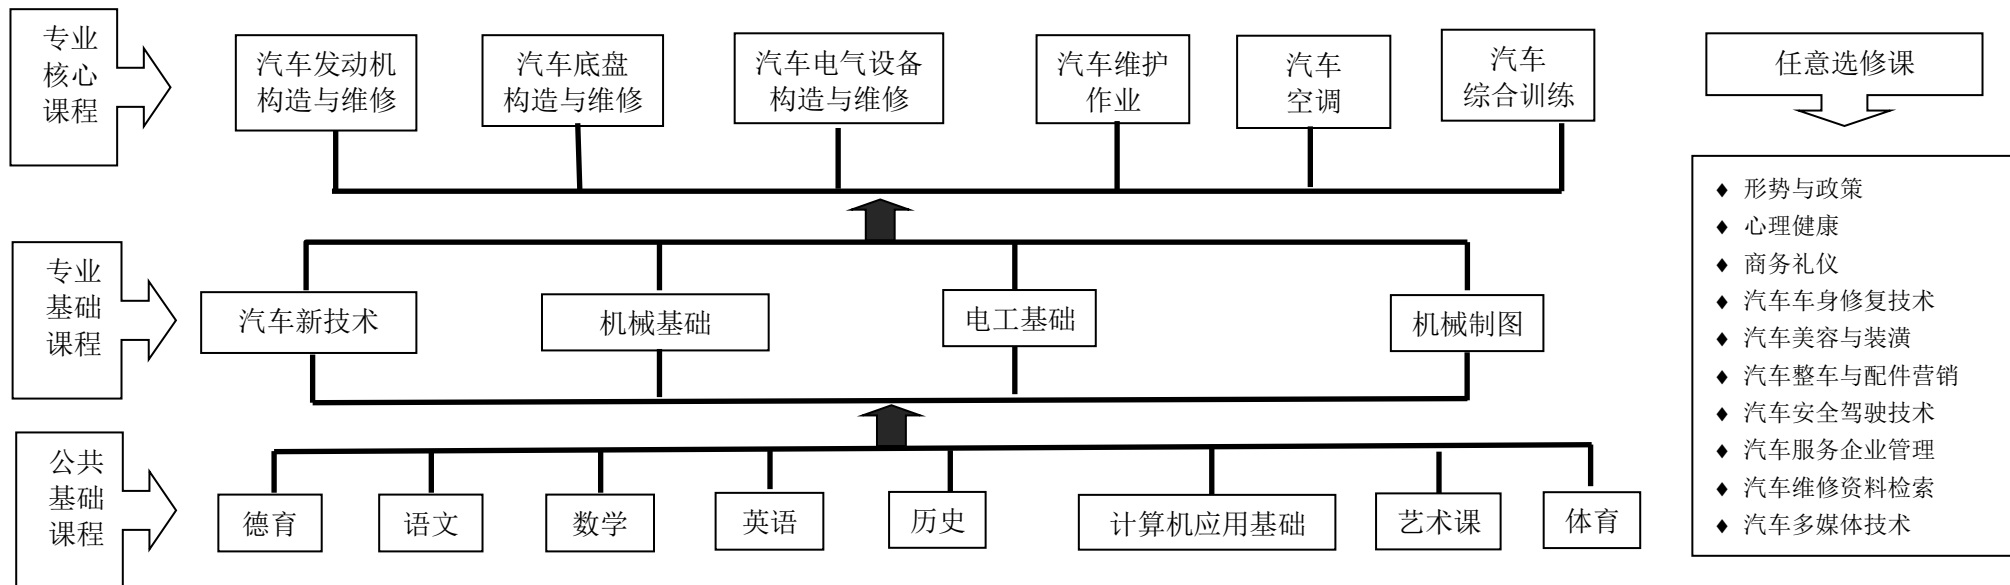 专业
核心
课程
汽车发动机
构造与维修
汽车底盘
构造与维修
汽车电气设备
构造与维修
汽车维护
作业
汽车
空调
汽车
综合训练
任意选修课
专业
基础
课程
汽车新技术
机械基础
电工基础
机械制图
公共
基础
课程
德育
语文
数学
英语
历史
计算机应用基础
艺术课
体育
♦ 形势与政策
♦ 心理健康
♦ 商务礼仪
♦ 汽车车身修复技术
♦ 汽车美容与装潢
♦ 汽车整车与配件营销
♦ 汽车安全驾驶技术
♦ 汽车服务企业管理
♦ 汽车维修资料检索
♦ 汽车多媒体技术